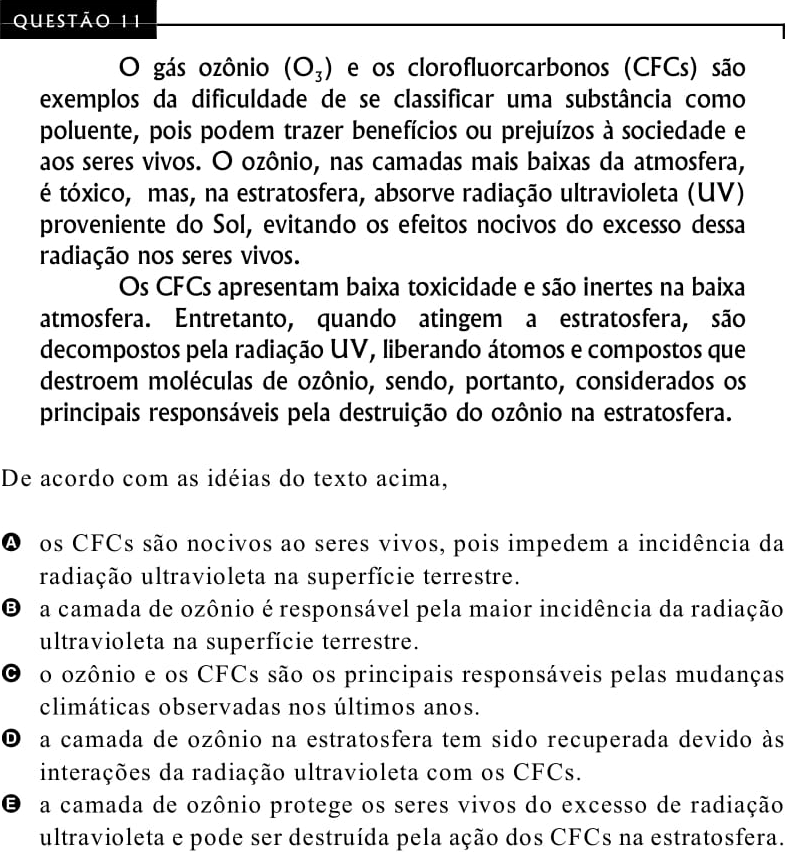 QUESTÃO 11
O gás ozônio (O₃) e os clorofluorcarbonos (CFCs) são
exemplos da dificuldade de se classificar uma substância como
poluente, pois podem trazer benefícios ou prejuízos à sociedade e
aos seres vivos. O ozônio, nas camadas mais baixas da atmosfera,
é tóxico, mas, na estratosfera, absorve radiação ultravioleta (UV)
proveniente do Sol, evitando os efeitos nocivos do excesso dessa
radiação nos seres vivos.
Os CFCs apresentam baixa toxicidade e são inertes na baixa
atmosfera. Entretanto, quando atingem a estratosfera, são
decompostos pela radiação UV, liberando átomos e compostos que
destroem moléculas de ozônio, sendo, portanto, considerados os
principais responsáveis pela destruição do ozônio na estratosfera.
De acordo com as idéias do texto acima,
A os CFCs são nocivos ao seres vivos, pois impedem a incidência da
radiação ultravioleta na superfície terrestre.
B a camada de ozônio é responsável pela maior incidência da radiação
ultravioleta na superfície terrestre.
C o ozônio e os CFCs são os principais responsáveis pelas mudanças
climáticas observadas nos últimos anos.
D a camada de ozônio na estratosfera tem sido recuperada devido às
interações da radiação ultravioleta com os CFCs.
E a camada de ozônio protege os seres vivos do excesso de radiação
ultravioleta e pode ser destruída pela ação dos CFCs na estratosfera.